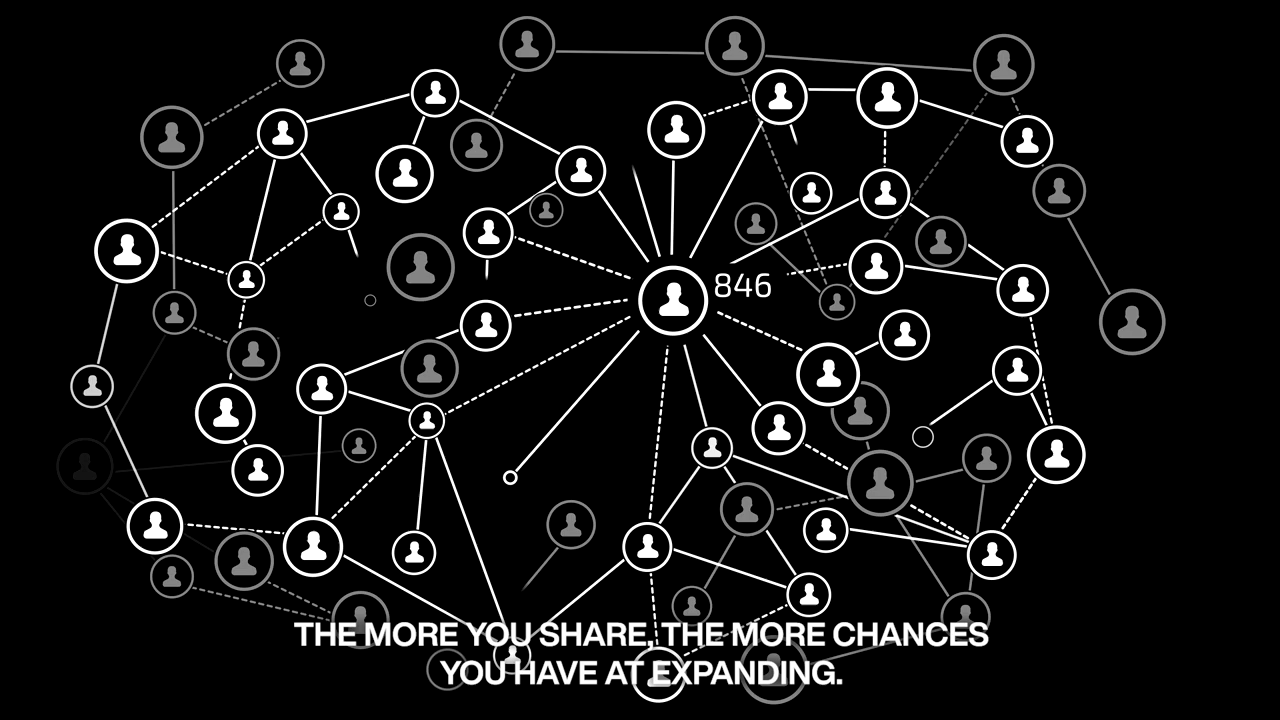 846
THE MORE YOU SHARE, THE MORE CHANCES
YOU HAVE AT EXPANDING.